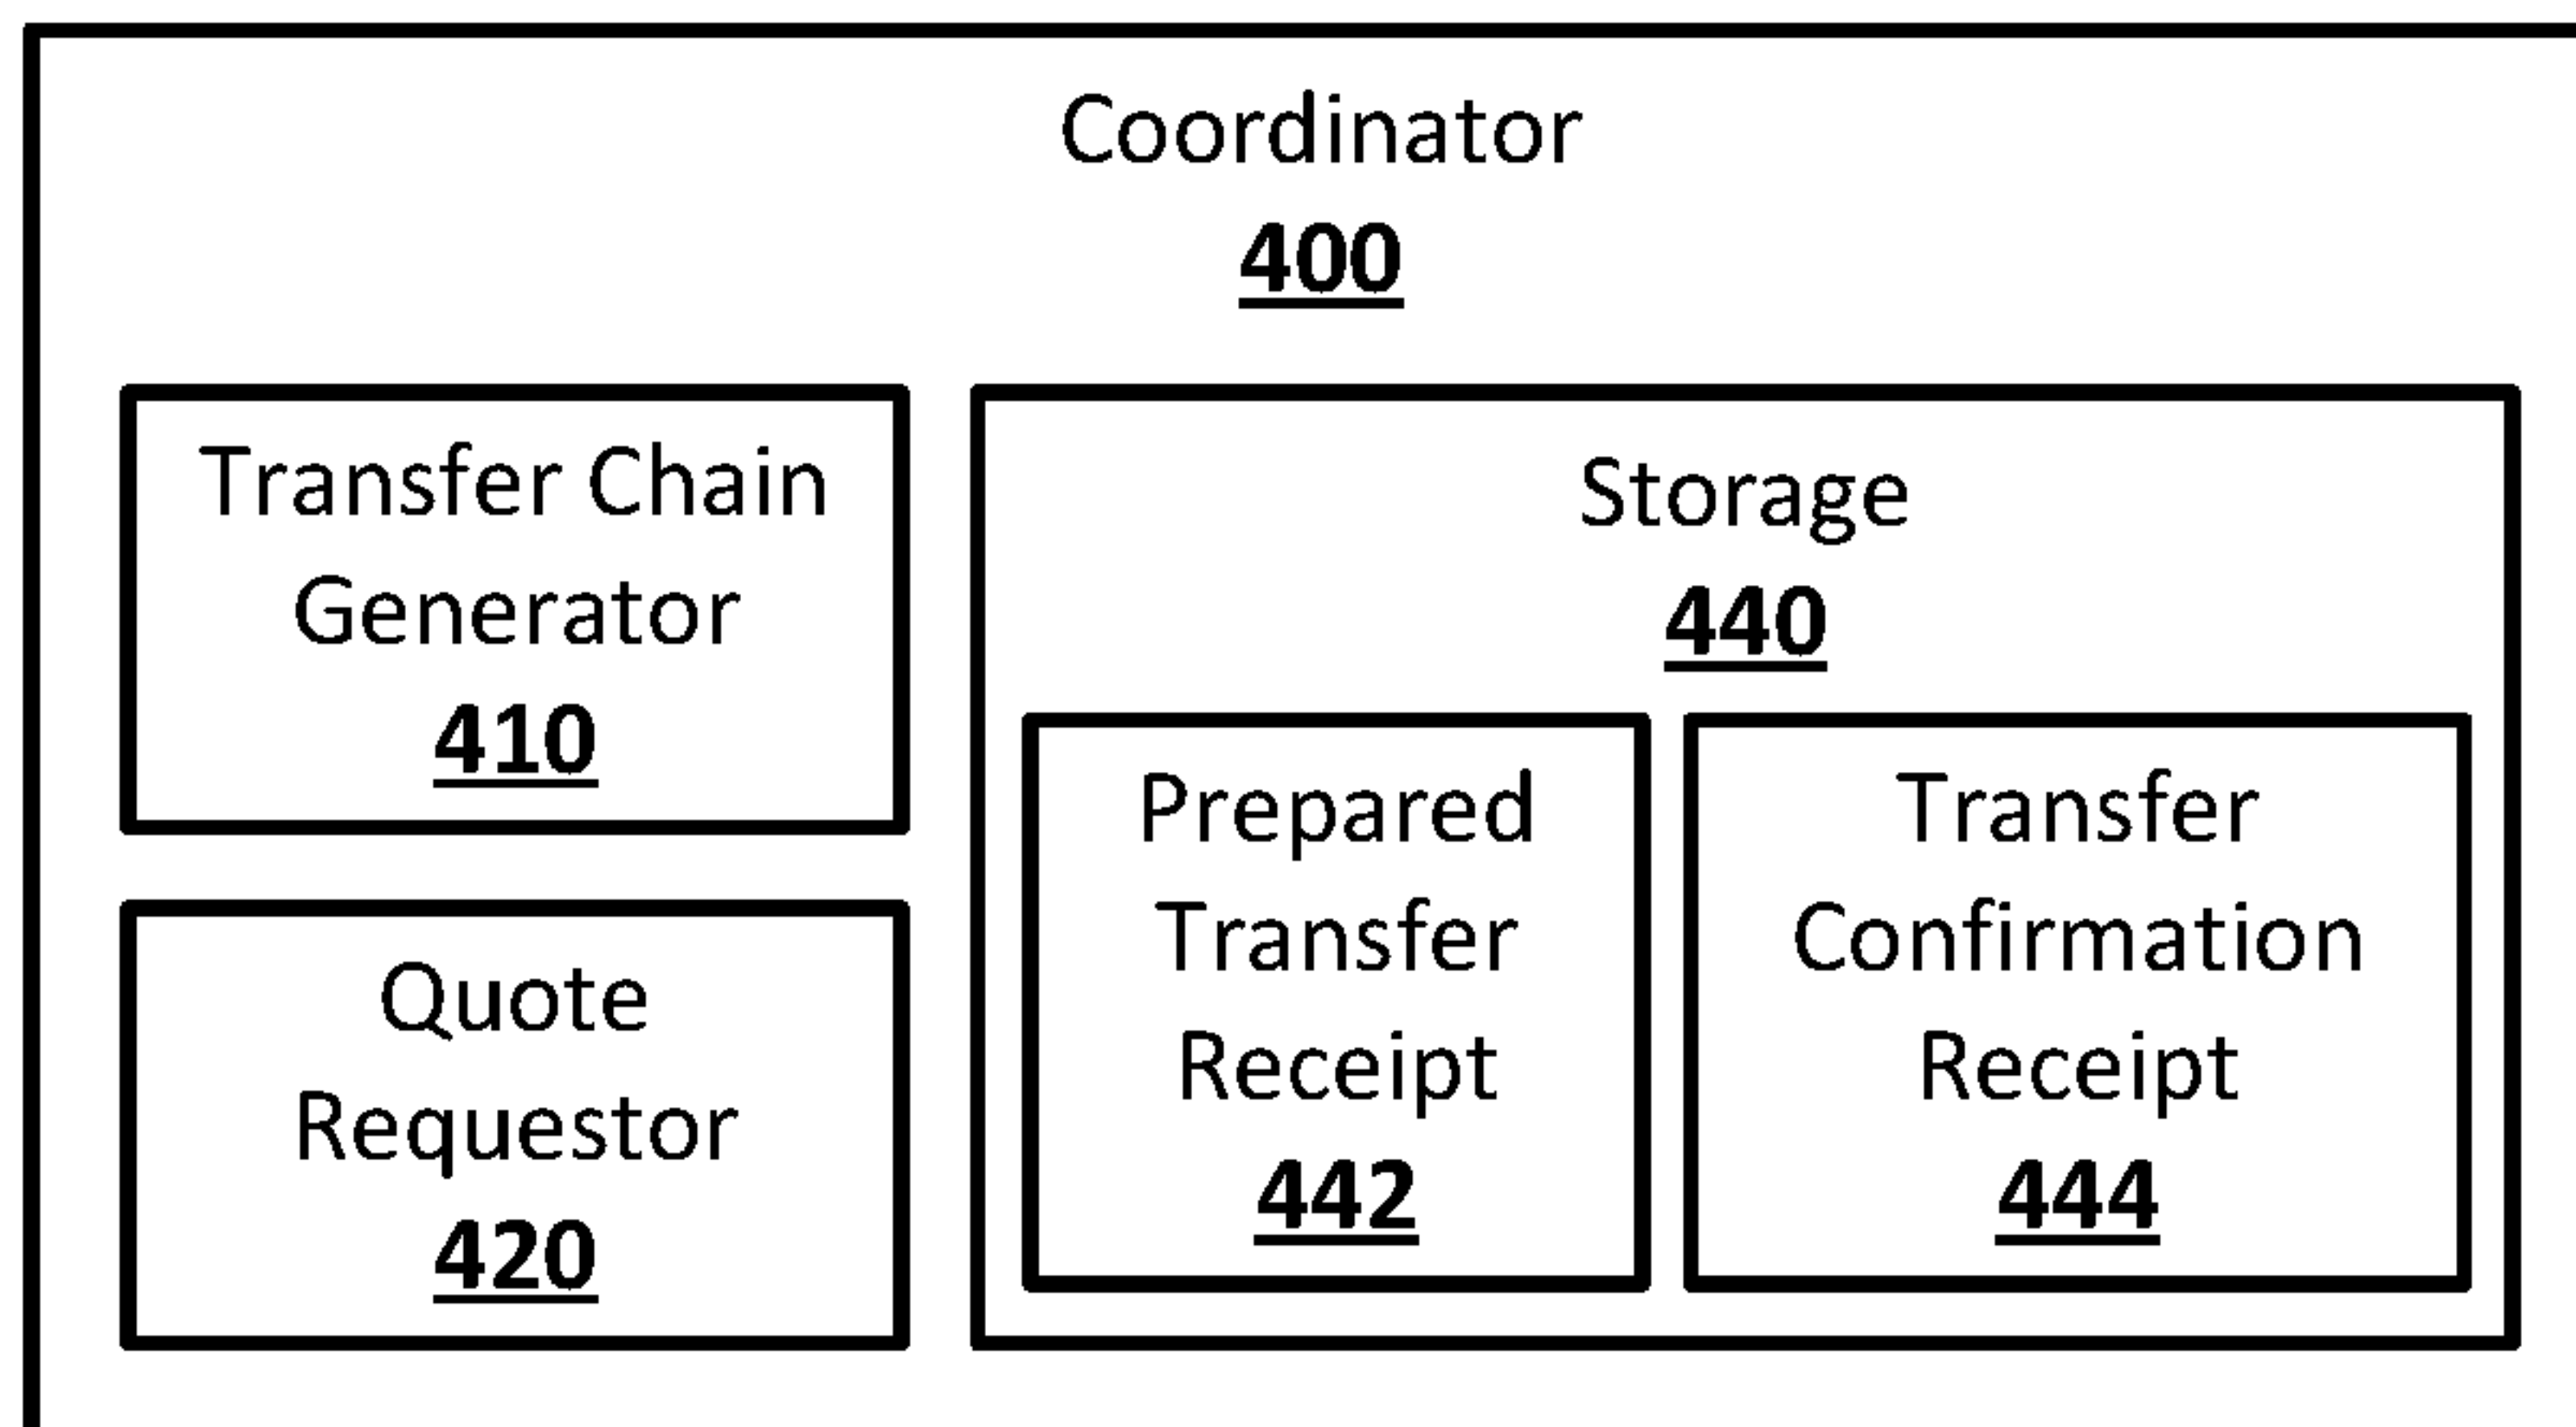 Coordinator
400
Transfer Chain
Generator
410
Quote
Requestor
420
Storage
440
Prepared
Transfer
Receipt
442
Transfer
Confirmation
Receipt
444